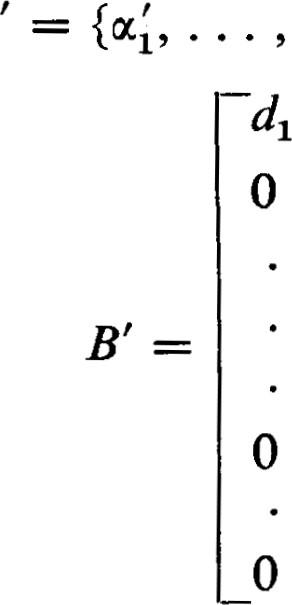 ′ = {α′₁, . . . ,
d₁
0
.
.
B′ = .
0
.
0